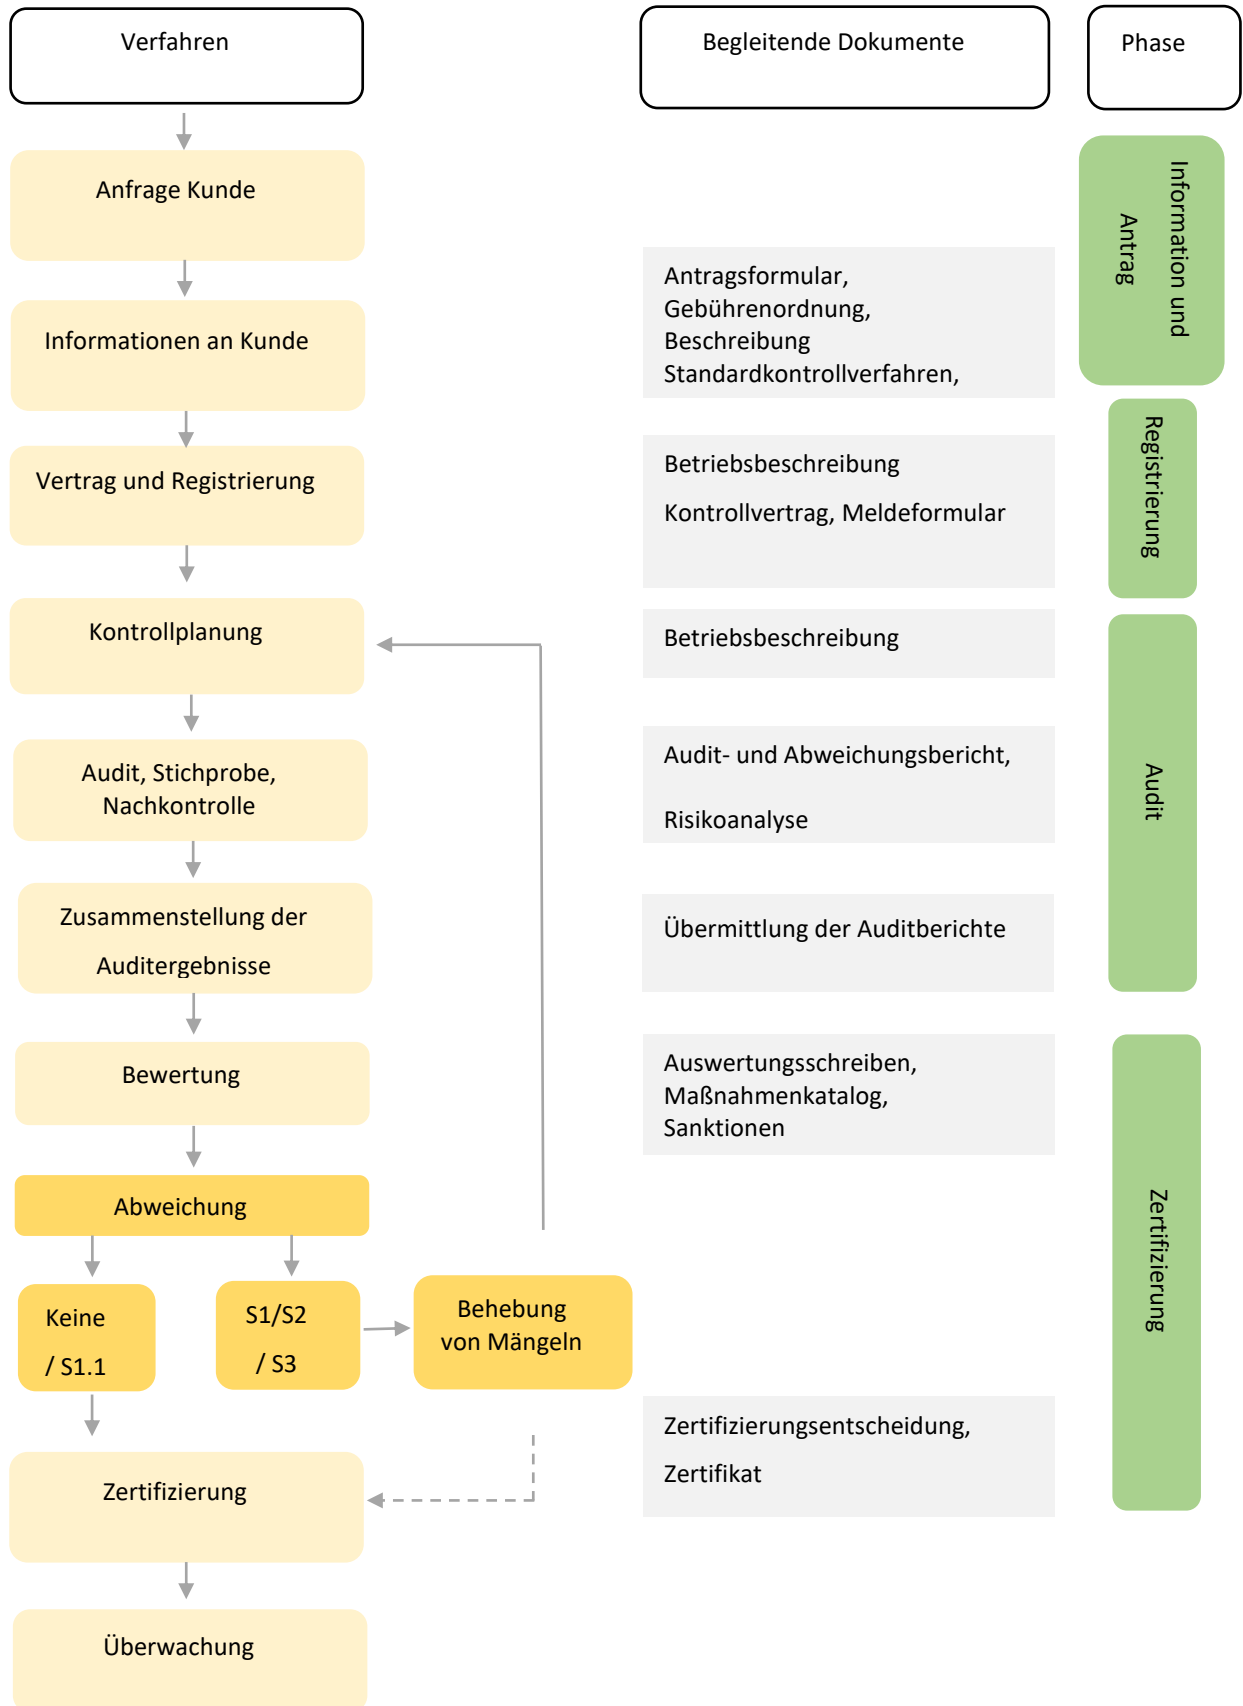 Verfahren
Begleitende Dokumente
Phase
Anfrage Kunde
Information und
Antrag
Antragsformular,
Gebührenordnung,
Beschreibung
Standardkontrollverfahren,
Informationen an Kunde
Vertrag und Registrierung
Betriebsbeschreibung
Kontrollvertrag, Meldeformular
Registrierung
Kontrollplanung
Betriebsbeschreibung
Audit, Stichprobe,
Nachkontrolle
Audit- und Abweichungsbericht,
Risikoanalyse
Audit
Zusammenstellung der
Auditergebnisse
Übermittlung der Auditberichte
Bewertung
Auswertungsschreiben,
Maßnahmenkatalog,
Sanktionen
Abweichung
Zertifizierung
Keine
/ S1.1
S1/S2
/ S3
Behebung
von Mängeln
Zertifizierung
Zertifizierungsentscheidung,
Zertifikat
Überwachung